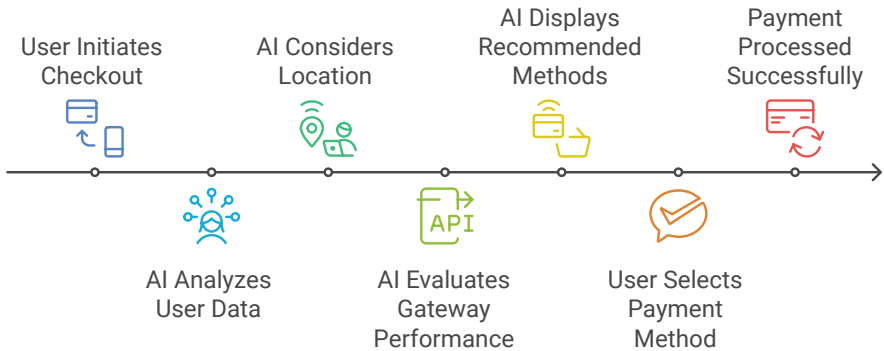 User Initiates
Checkout
AI Analyzes
User Data
AI Considers
Location
API
AI Evaluates
Gateway
Performance
AI Displays
Recommended
Methods
User Selects
Payment
Method
Payment
Processed
Successfully